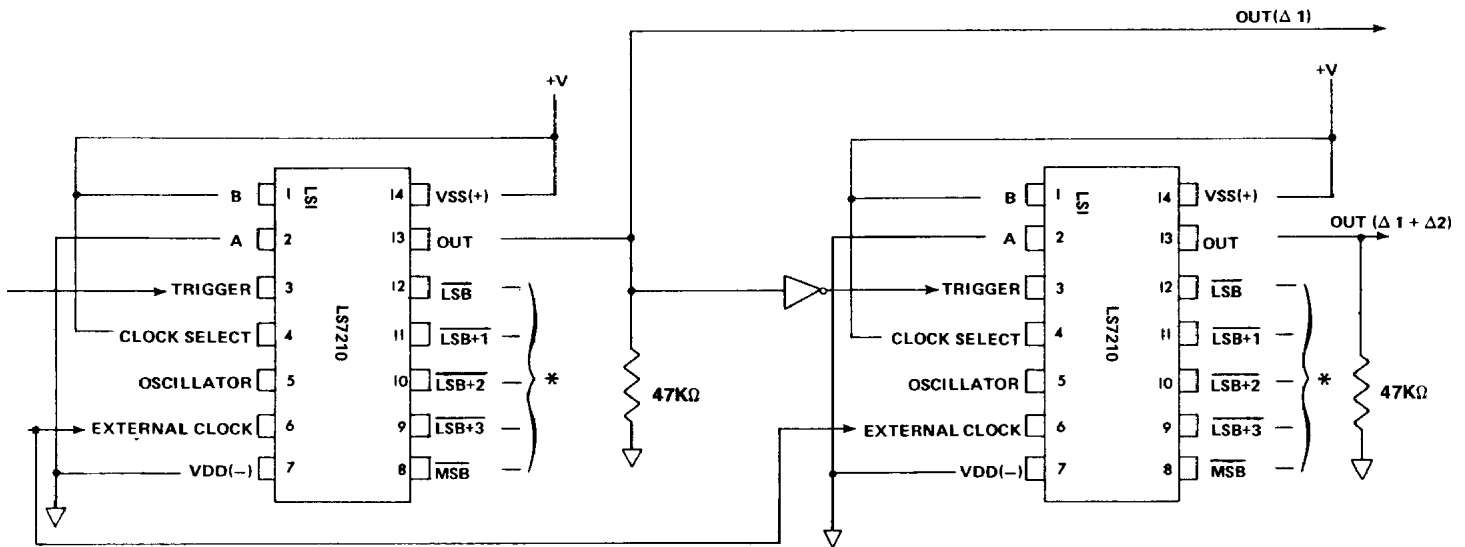 OUT(Δ 1)
+V
B
A
TRIGGER
CLOCK SELECT
OSCILLATOR
EXTERNAL CLOCK
VDD(–)
1
2
3
4
5
6
7
LSI
LS7210
14
13
12
11
10
9
8
VSS(+)
OUT
LSB
LSB+1
LSB+2
LSB+3
MSB
*
47KΩ
+V
B
A
TRIGGER
CLOCK SELECT
OSCILLATOR
EXTERNAL CLOCK
VDD(–)
1
2
3
4
5
6
7
LSI
LS7210
14
13
12
11
10
9
8
VSS(+)
OUT
LSB
LSB+1
LSB+2
LSB+3
MSB
*
OUT (Δ 1 + Δ2)
47KΩ